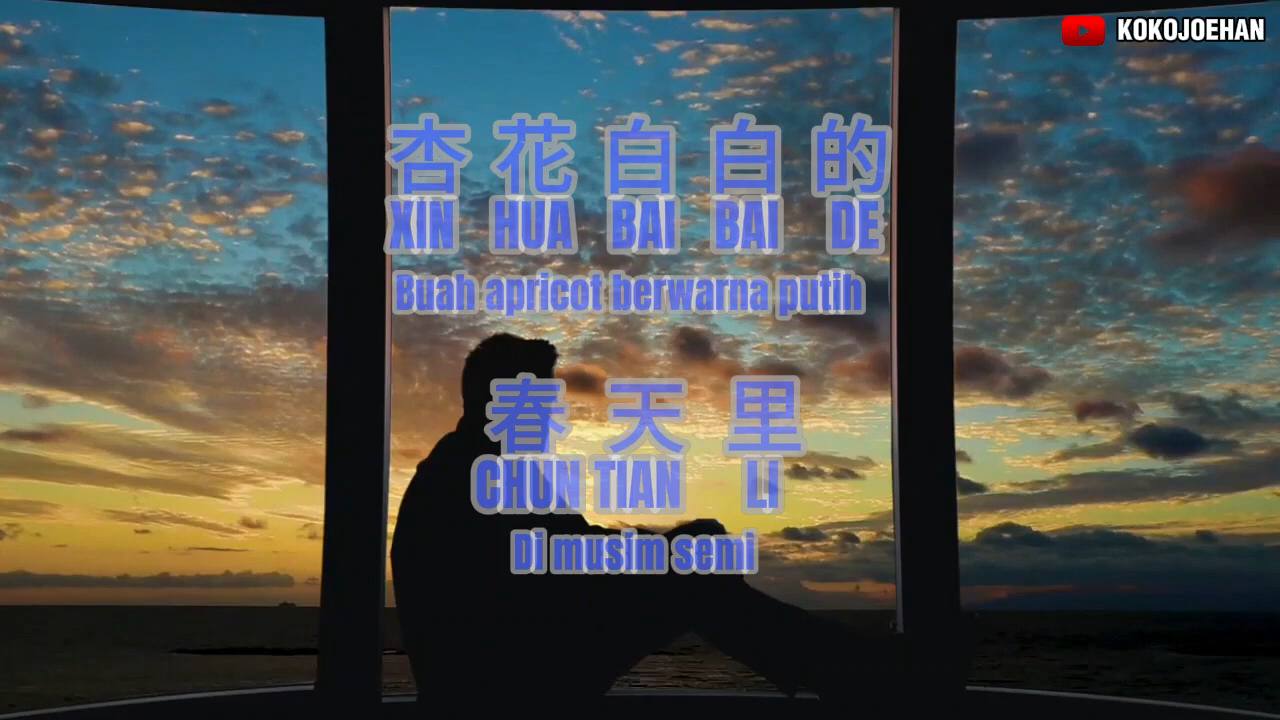 KOKOJOEHAN
杏花白白的
XIN HUA BAI BAI DE
Buah apricot berwarna putih
春天里
CHUN TIAN LI
Di musim semi